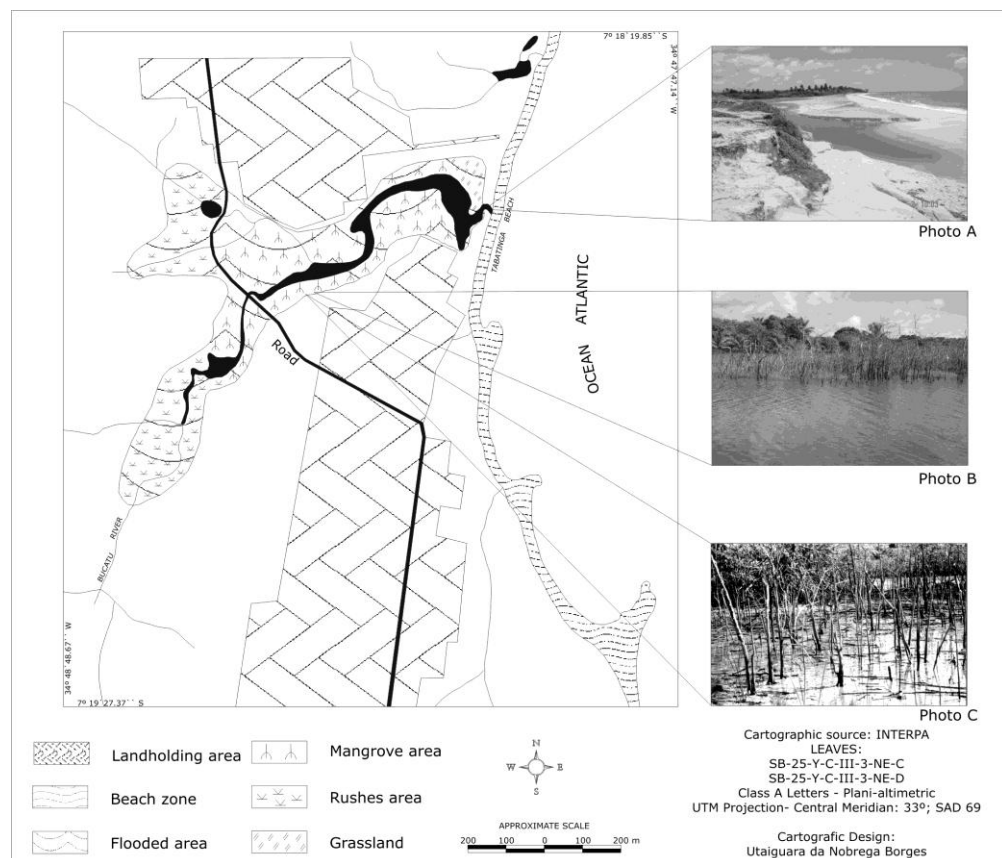 7º 18´19.85´´ S
34º 47´47.14´´ W
TABATINGA BEACH
OCEAN ATLANTIC
Road
BUCATU RIVER
34º 48´48.67´´ W
7º 19´27.37´´ S
Photo A
Photo B
Photo C
Landholding area
Mangrove area
Beach zone
Rushes area
Flooded area
Grassland
N
W E
S
APPROXIMATE SCALE
200 100 0 100 200 m
Cartographic source: INTERPA
LEAVES:
SB-25-Y-C-III-3-NE-C
SB-25-Y-C-III-3-NE-D
Class A Letters - Plani-altimetric
UTM Projection- Central Meridian: 33º; SAD 69
Cartografic Design:
Utaiguara da Nobrega Borges